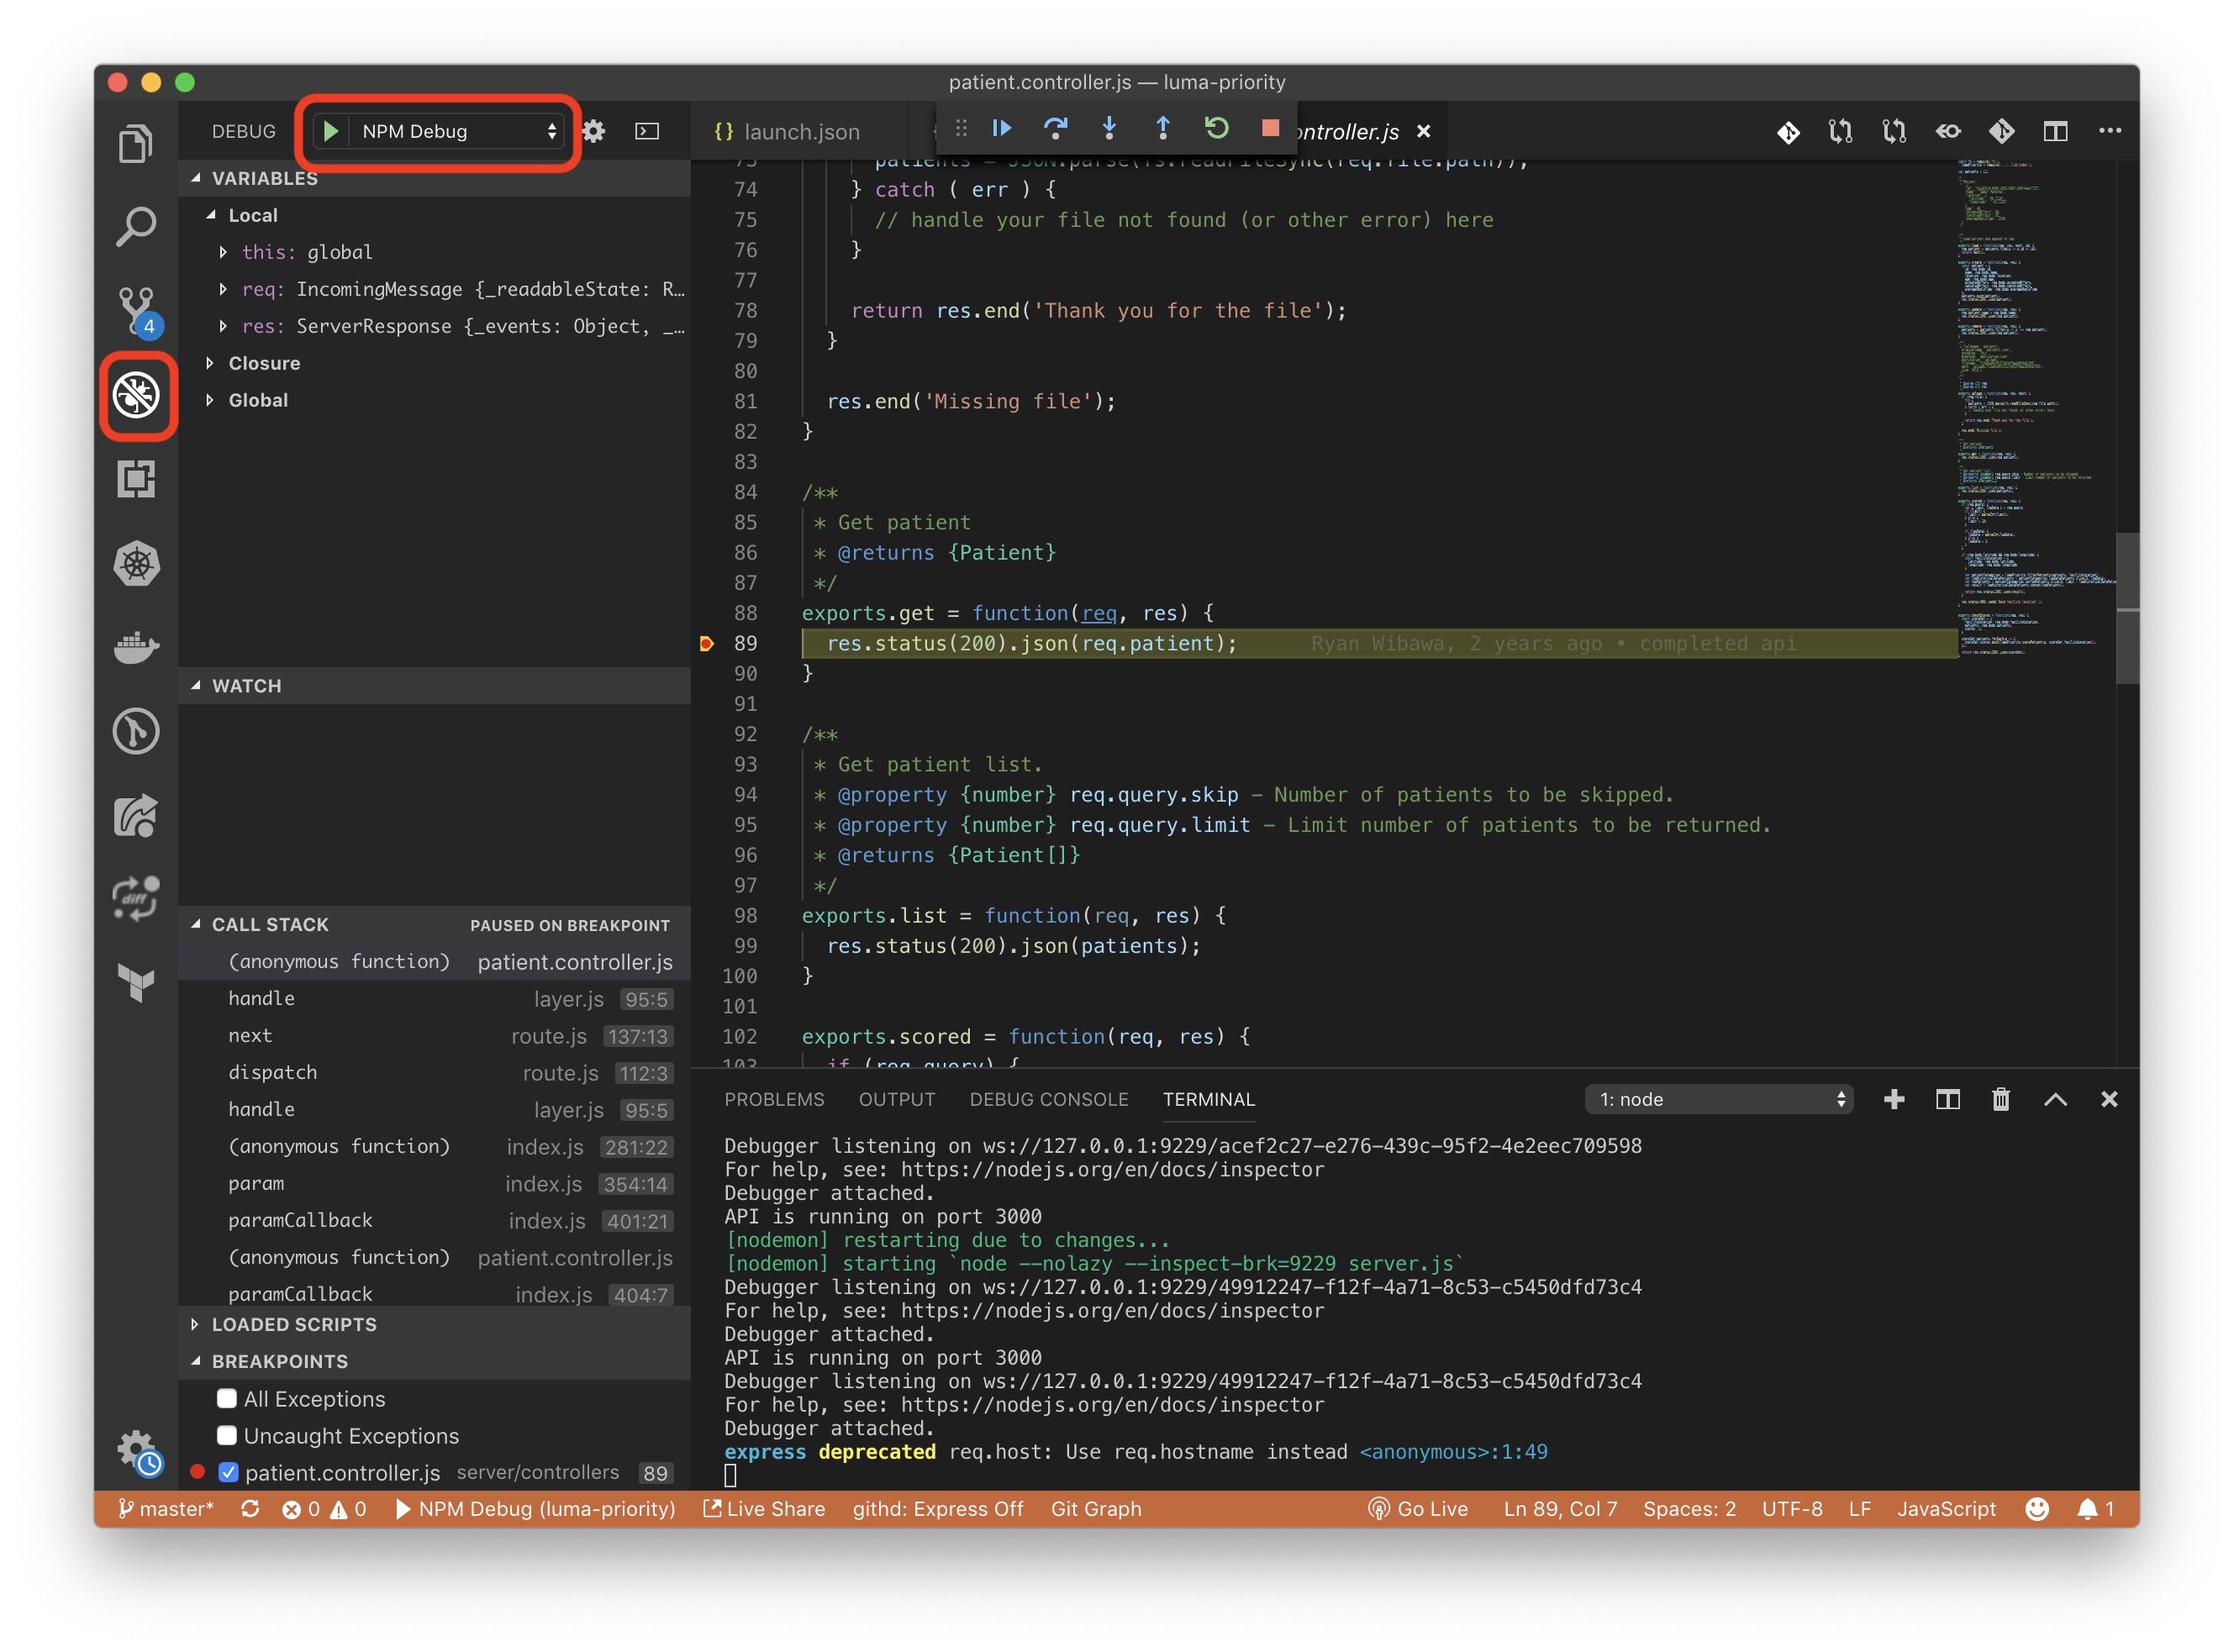 patient.controller.js — luma-priority
DEBUG
NPM Debug
{} launch.json
ontroller.js
VARIABLES
Local
this: global
req: IncomingMessage {_readableState: R…
res: ServerResponse {_events: Object, _…
Closure
Global
4
WATCH
CALL STACK PAUSED ON BREAKPOINT
(anonymous function) patient.controller.js
handle layer.js 95:5
next route.js 137:13
dispatch route.js 112:3
handle layer.js 95:5
(anonymous function) index.js 281:22
param index.js 354:14
paramCallback index.js 401:21
(anonymous function) patient.controller.js
paramCallback index.js 404:7
LOADED SCRIPTS
BREAKPOINTS
All Exceptions
Uncaught Exceptions
patient.controller.js server/controllers 89
diff
73 patients = JSON.parse(fs.readFileSync(req.file.path));
74 } catch ( err ) {
75 // handle your file not found (or other error) here
76 }
77
78 return res.end('Thank you for the file');
79 }
80
81 res.end('Missing file');
82 }
83
84 /**
85 * Get patient
86 * @returns {Patient}
87 */
88 exports.get = function(req, res) {
89 res.status(200).json(req.patient); Ryan Wibawa, 2 years ago • completed api
90 }
91
92 /**
93 * Get patient list.
94 * @property {number} req.query.skip - Number of patients to be skipped.
95 * @property {number} req.query.limit - Limit number of patients to be returned.
96 * @returns {Patient[]}
97 */
98 exports.list = function(req, res) {
99 res.status(200).json(patients);
100 }
101
102 exports.scored = function(req, res) {
103 if (req.query) {
PROBLEMS OUTPUT DEBUG CONSOLE TERMINAL 1: node
Debugger listening on ws://127.0.0.1:9229/acef2c27-e276-439c-95f2-4e2eec709598
For help, see: https://nodejs.org/en/docs/inspector
Debugger attached.
API is running on port 3000
[nodemon] restarting due to changes...
[nodemon] starting `node --nolazy --inspect-brk=9229 server.js`
Debugger listening on ws://127.0.0.1:9229/49912247-f12f-4a71-8c53-c5450dfd73c4
For help, see: https://nodejs.org/en/docs/inspector
Debugger attached.
API is running on port 3000
Debugger listening on ws://127.0.0.1:9229/49912247-f12f-4a71-8c53-c5450dfd73c4
For help, see: https://nodejs.org/en/docs/inspector
Debugger attached.
express deprecated req.host: Use req.hostname instead <anonymous>:1:49
master* 0 0 NPM Debug (luma-priority) Live Share githd: Express Off Git Graph Go Live Ln 89, Col 7 Spaces: 2 UTF-8 LF JavaScript 1